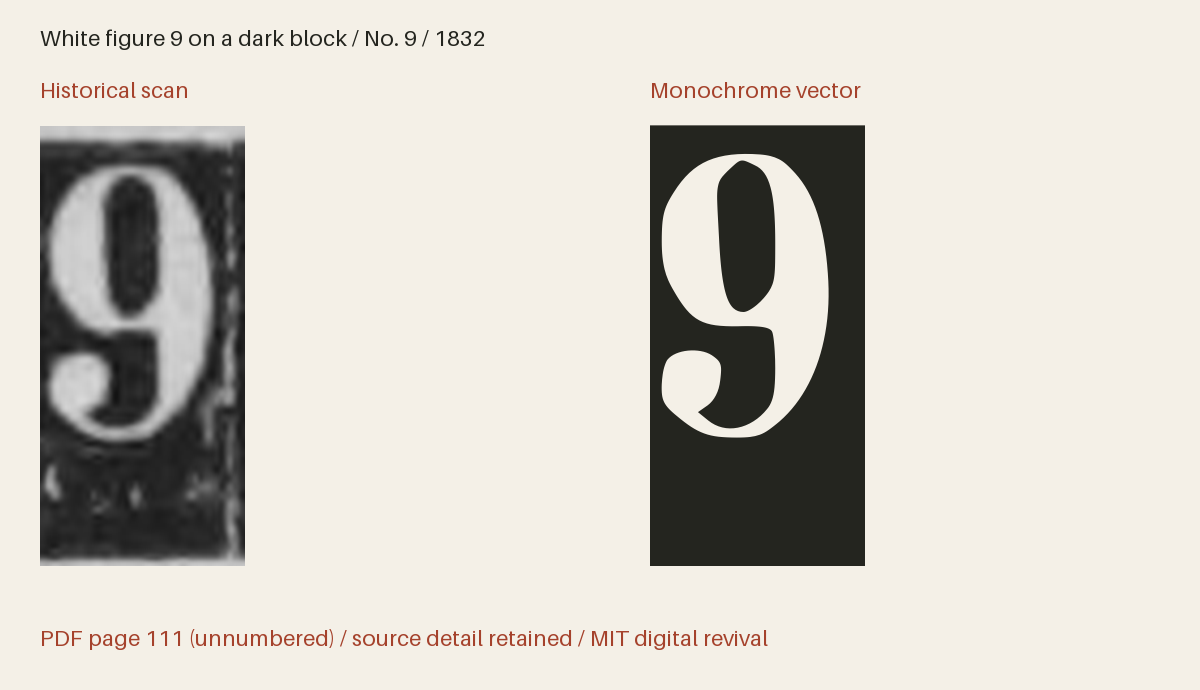 White figure 9 on a dark block / No. 9 / 1832
Historical scan
Monochrome vector
9
9
PDF page 111 (unnumbered) / source detail retained / MIT digital revival